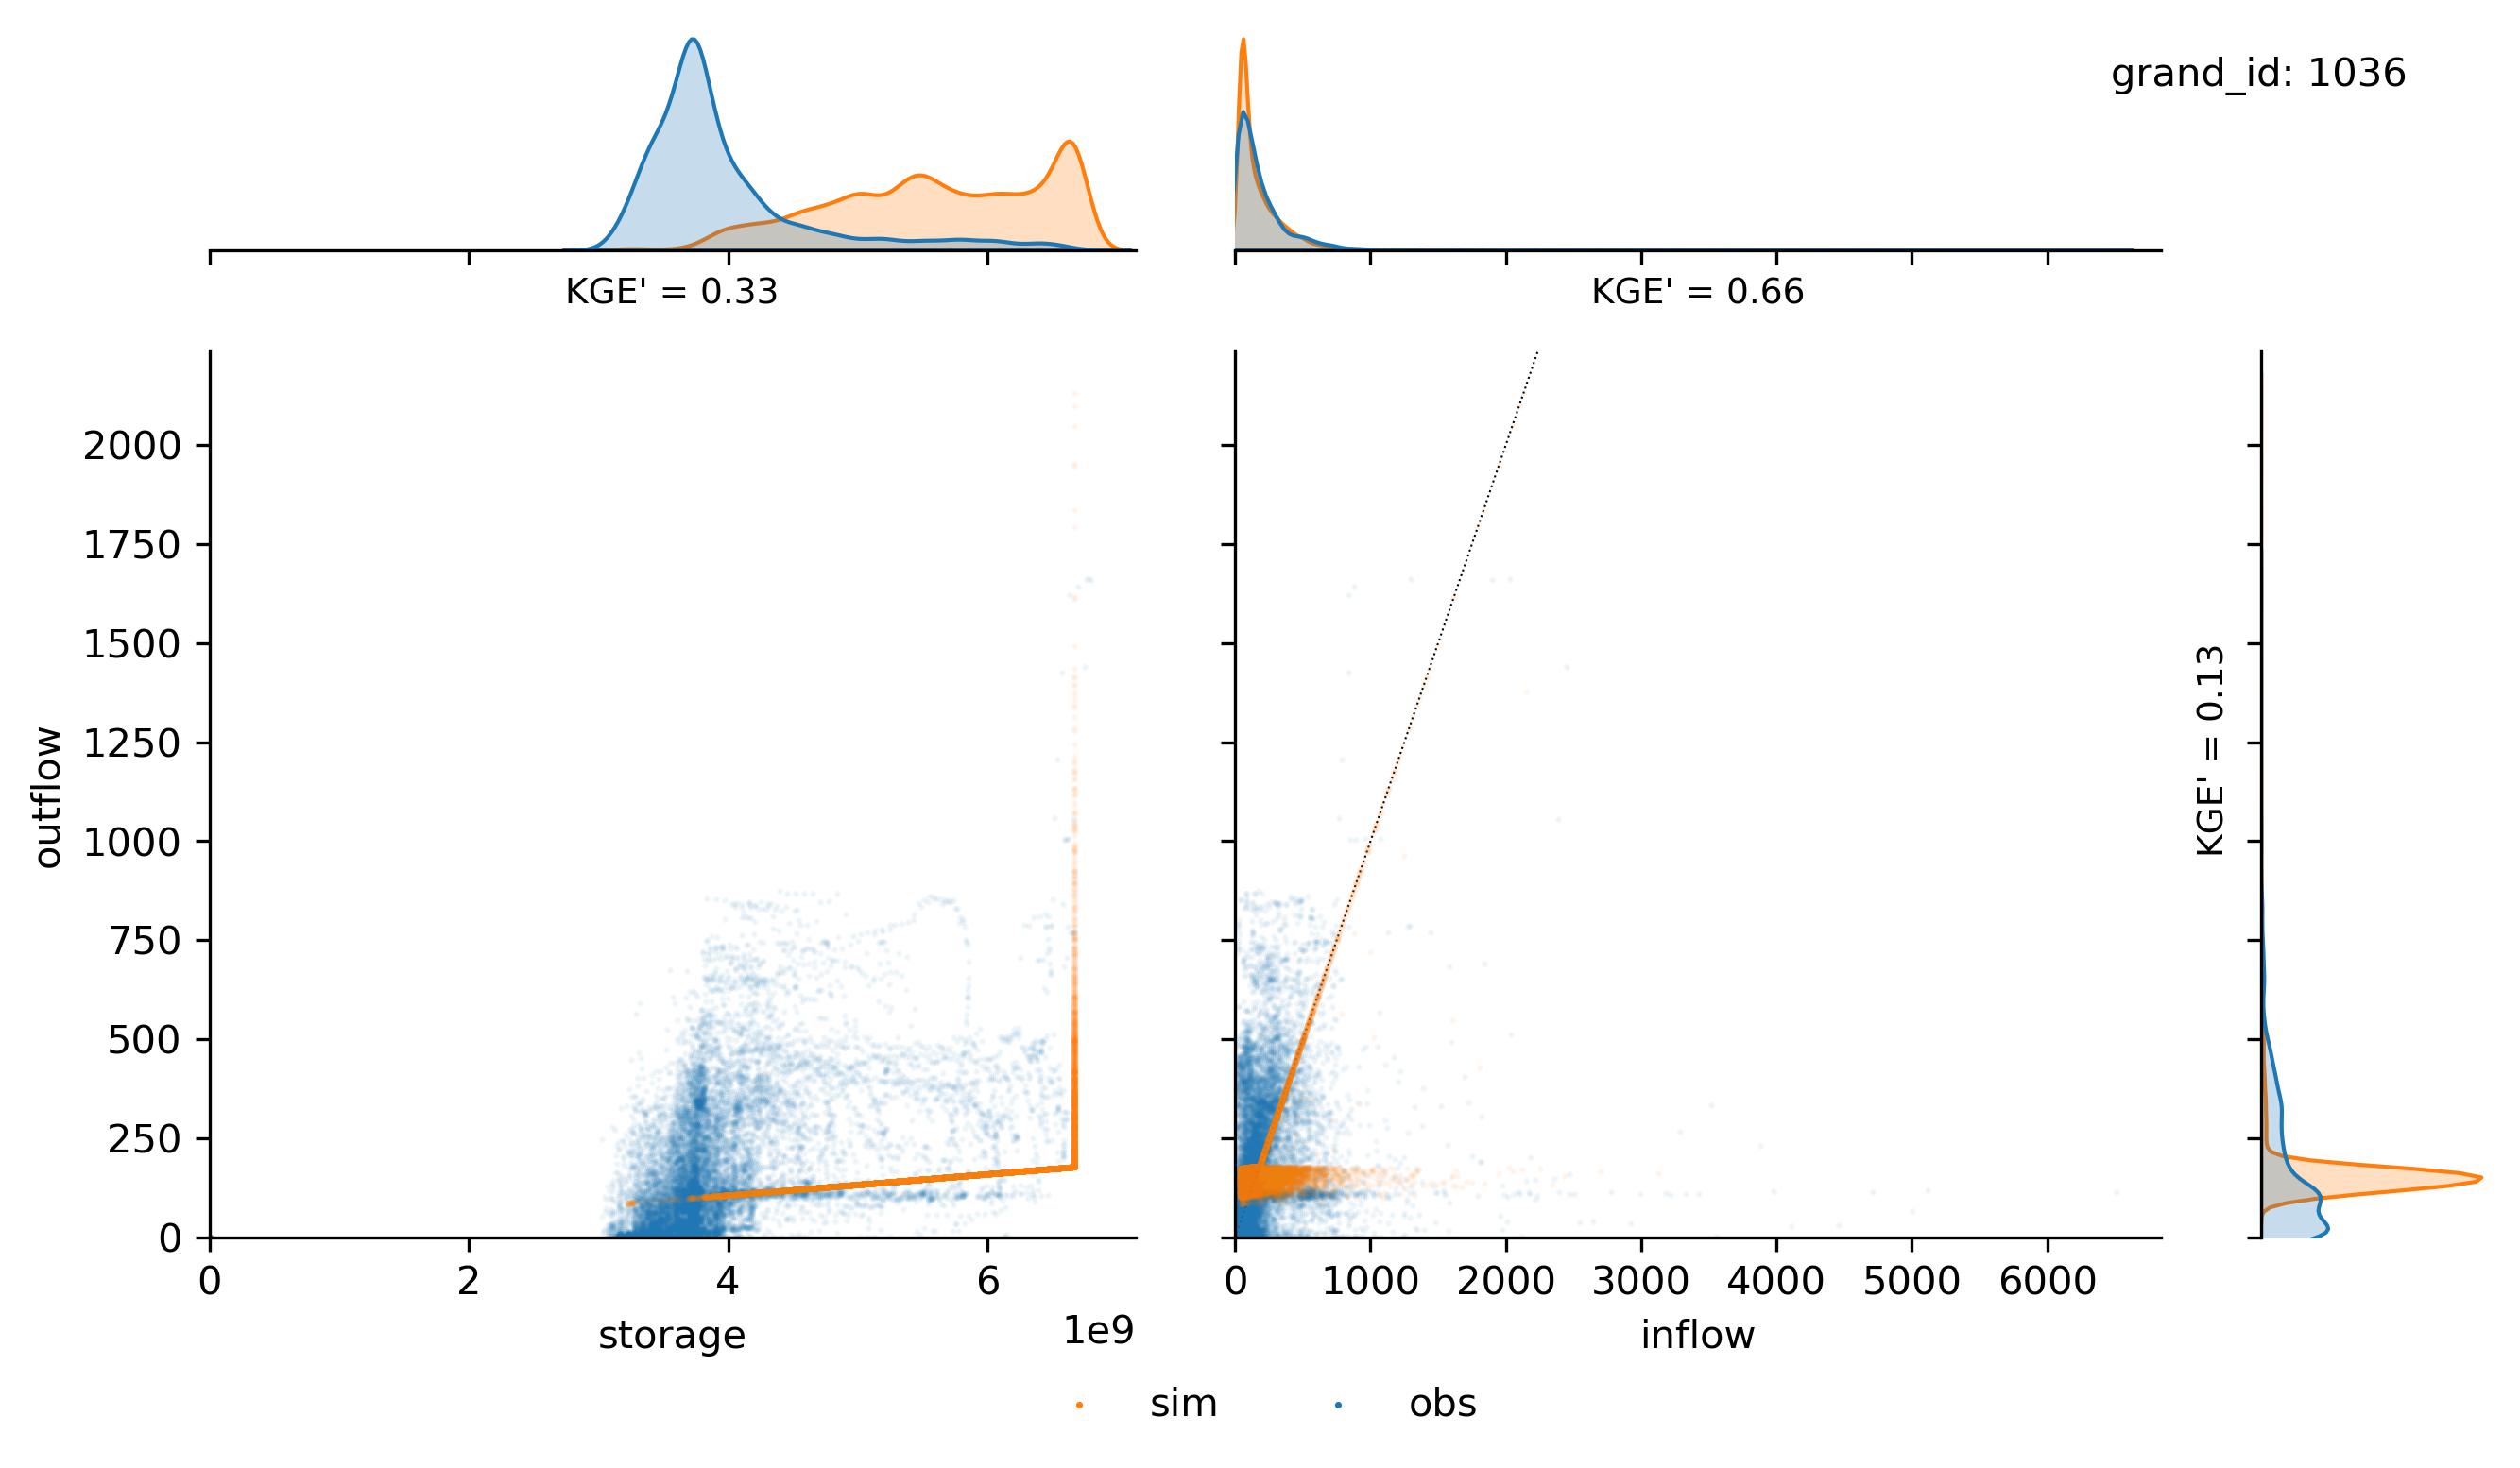 grand_id: 1036
KGE' = 0.33
KGE' = 0.66
outflow
2000
1750
1500
1250
1000
750
500
250
0
KGE' = 0.13
0 2 4 6
1e9
storage
0 1000 2000 3000 4000 5000 6000
inflow
sim obs